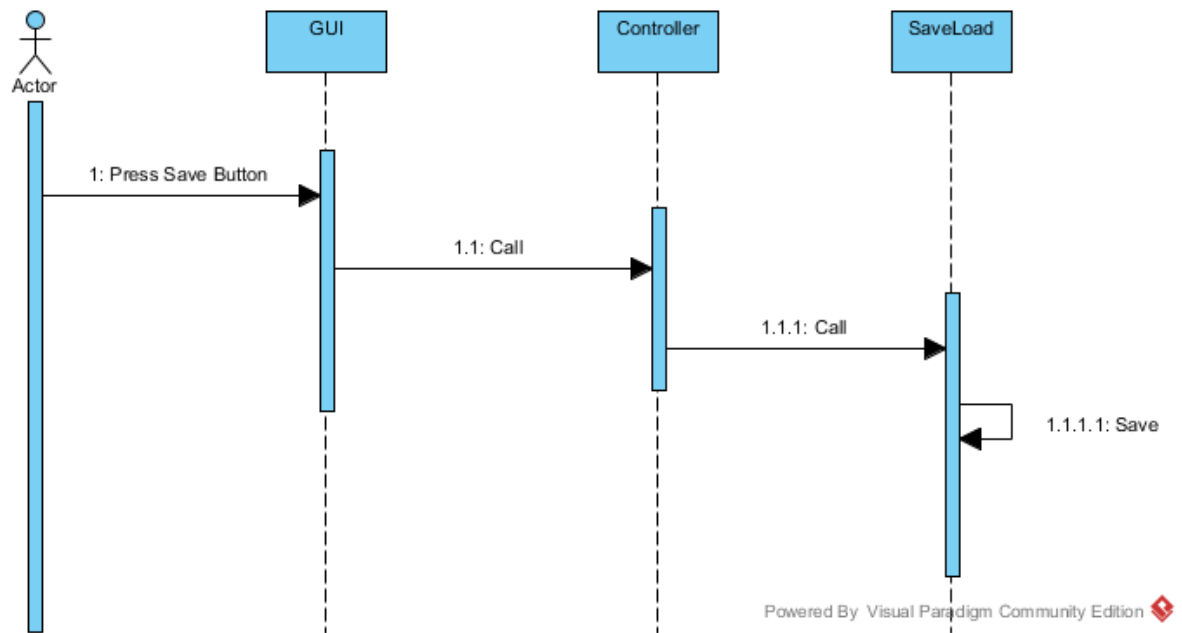 GUI
Controller
SaveLoad
Actor
1: Press Save Button
1.1: Call
1.1.1: Call
1.1.1.1: Save
Powered By Visual Paradigm Community Edition